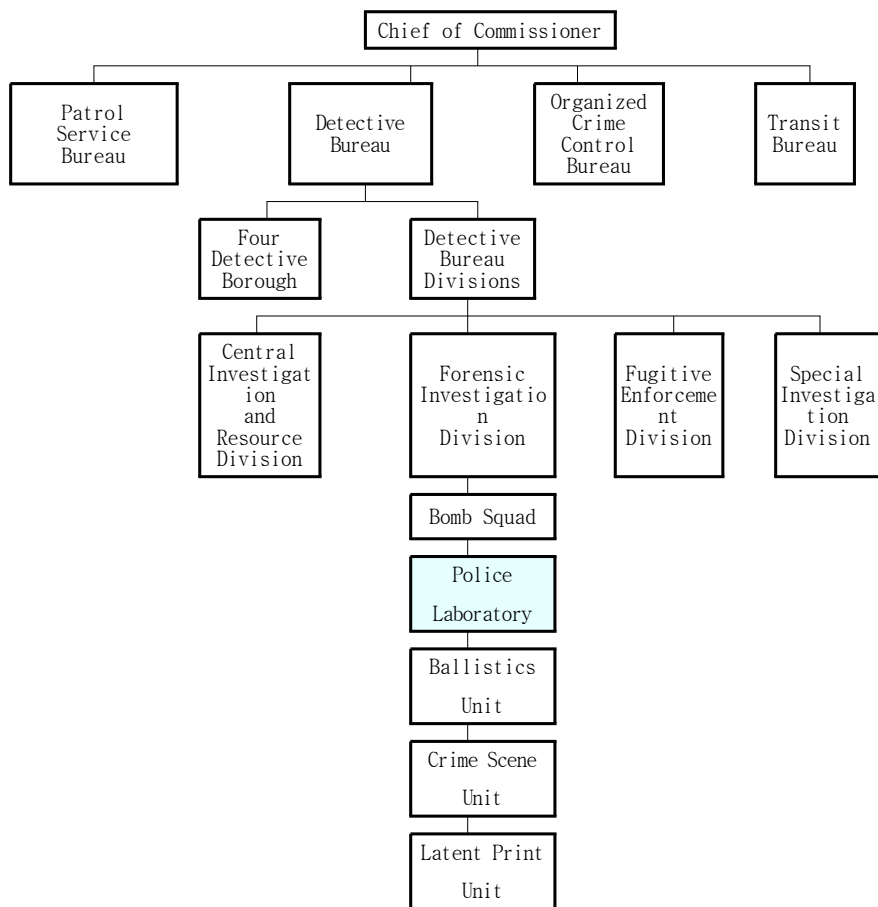 Chief of Commissioner
Patrol
Service
Bureau
Detective
Bureau
Organized
Crime
Control
Bureau
Transit
Bureau
Four
Detective
Borough
Detective
Bureau
Divisions
Central
Investigat
ion
and
Resource
Division
Forensic
Investigatio
n
Division
Fugitive
Enforceme
nt
Division
Special
Investiga
tion
Division
Bomb Squad
Police
Laboratory
Ballistics
Unit
Crime Scene
Unit
Latent Print
Unit